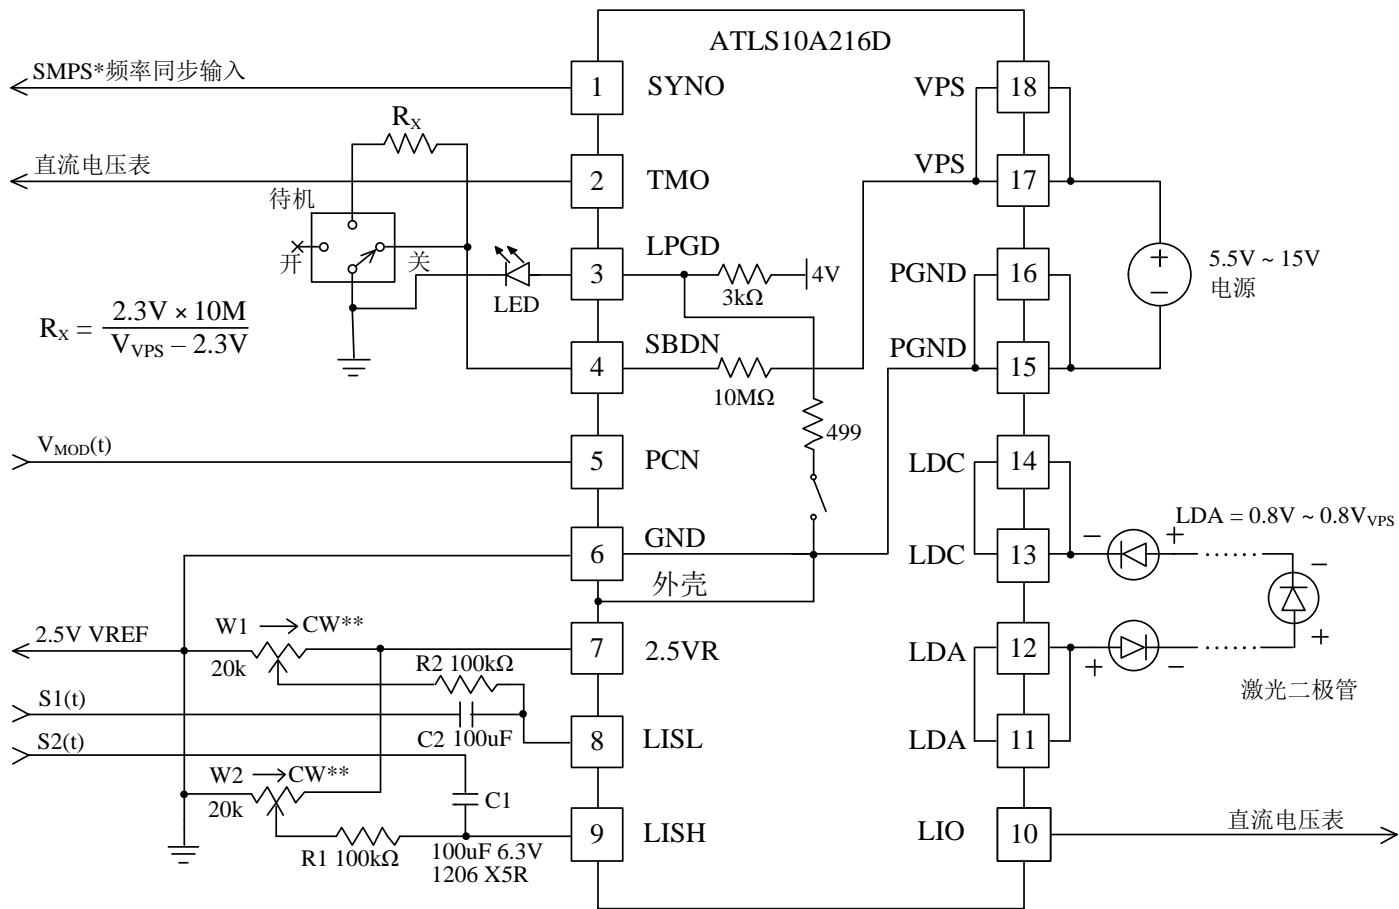 ATLS10A216D
SMPS*频率同步输入
1
SYNO
VPS
18
R_X
直流电压表
2
TMO
VPS
17
待机
开
关
LED
3
LPGD
3kΩ
4V
PGND
16
5.5V ~ 15V
电源
R_X = 2.3V × 10M
V_VPS − 2.3V
4
SBDN
10MΩ
PGND
15
499
V_MOD(t)
5
PCN
LDC
14
LDA = 0.8V ~ 0.8V_VPS
6
GND
外壳
LDC
13
2.5V VREF
W1 →CW**
20k
7
2.5VR
LDA
12
R2 100kΩ
激光二极管
S1(t)
C2 100uF
8
LISL
LDA
11
S2(t)
W2 →CW**
20k
C1
R1 100kΩ
100uF 6.3V
1206 X5R
9
LISH
LIO
10
直流电压表